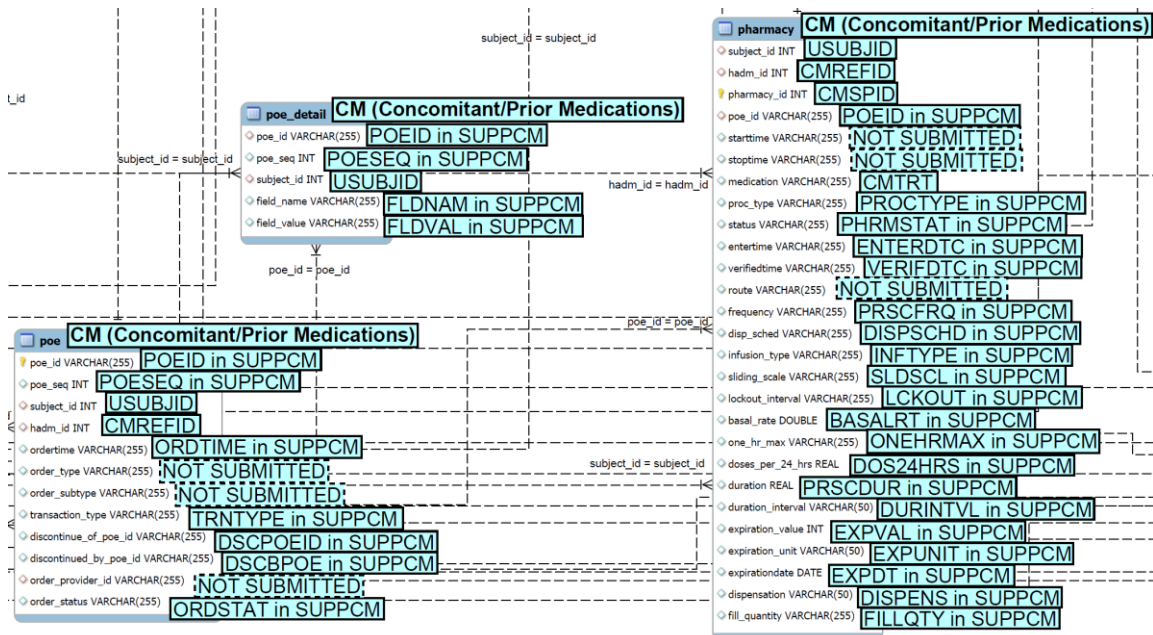 subject_id = subject_id
t_id
poe_detail CM (Concomitant/Prior Medications)
poe_id VARCHAR(255) POEID in SUPPCM
poe_seq INT POESEQ in SUPPCM
subject_id INT USUBJID
field_name VARCHAR(255) FLDNAM in SUPPCM
field_value VARCHAR(255) FLDVAL in SUPPCM
subject_id = subject_id
hadm_id = hadm_id
poe_id = poe_id
poe CM (Concomitant/Prior Medications)
poe_id VARCHAR(255) POEID in SUPPCM
poe_seq INT POESEQ in SUPPCM
subject_id INT USUBJID
hadm_id INT CMREFID
ordertime VARCHAR(255) ORDTIME in SUPPCM
order_type VARCHAR(255) NOT SUBMITTED
order_subtype VARCHAR(255) NOT SUBMITTED
transaction_type VARCHAR(255) TRNTYPE in SUPPCM
discontinue_of_poe_id VARCHAR(255) DSCPOEID in SUPPCM
discontinued_by_poe_id VARCHAR(255) DSCBPOE in SUPPCM
order_provider_id VARCHAR(255) NOT SUBMITTED
order_status VARCHAR(255) ORDSTAT in SUPPCM
poe_id = poe_id
subject_id = subject_id
pharmacy CM (Concomitant/Prior Medications)
subject_id INT USUBJID
hadm_id INT CMREFID
pharmacy_id INT CMSPID
poe_id VARCHAR(255) POEID in SUPPCM
starttime VARCHAR(255) NOT SUBMITTED
stoptime VARCHAR(255) NOT SUBMITTED
medication VARCHAR(255) CMTRT
proc_type VARCHAR(255) PROCTYPE in SUPPCM
status VARCHAR(255) PHRMSTAT in SUPPCM
entertime VARCHAR(255) ENTERDTC in SUPPCM
verifiedtime VARCHAR(255) VERIFDTC in SUPPCM
route VARCHAR(255) NOT SUBMITTED
frequency VARCHAR(255) PRSCFRQ in SUPPCM
disp_sched VARCHAR(255) DISPSCHD in SUPPCM
infusion_type VARCHAR(255) INFTYPE in SUPPCM
sliding_scale VARCHAR(255) SLDSCL in SUPPCM
lockout_interval VARCHAR(255) LCKOUT in SUPPCM
basal_rate DOUBLE BASALRT in SUPPCM
one_hr_max VARCHAR(255) ONEHRMAX in SUPPCM
doses_per_24_hrs REAL DOS24HRS in SUPPCM
duration REAL PRSCDUR in SUPPCM
duration_interval VARCHAR(50) DURINTVL in SUPPCM
expiration_value INT EXPVAL in SUPPCM
expiration_unit VARCHAR(50) EXPUNIT in SUPPCM
expirationdate DATE EXPDT in SUPPCM
dispensation VARCHAR(50) DISPENS in SUPPCM
fill_quantity VARCHAR(255) FILLQTY in SUPPCM